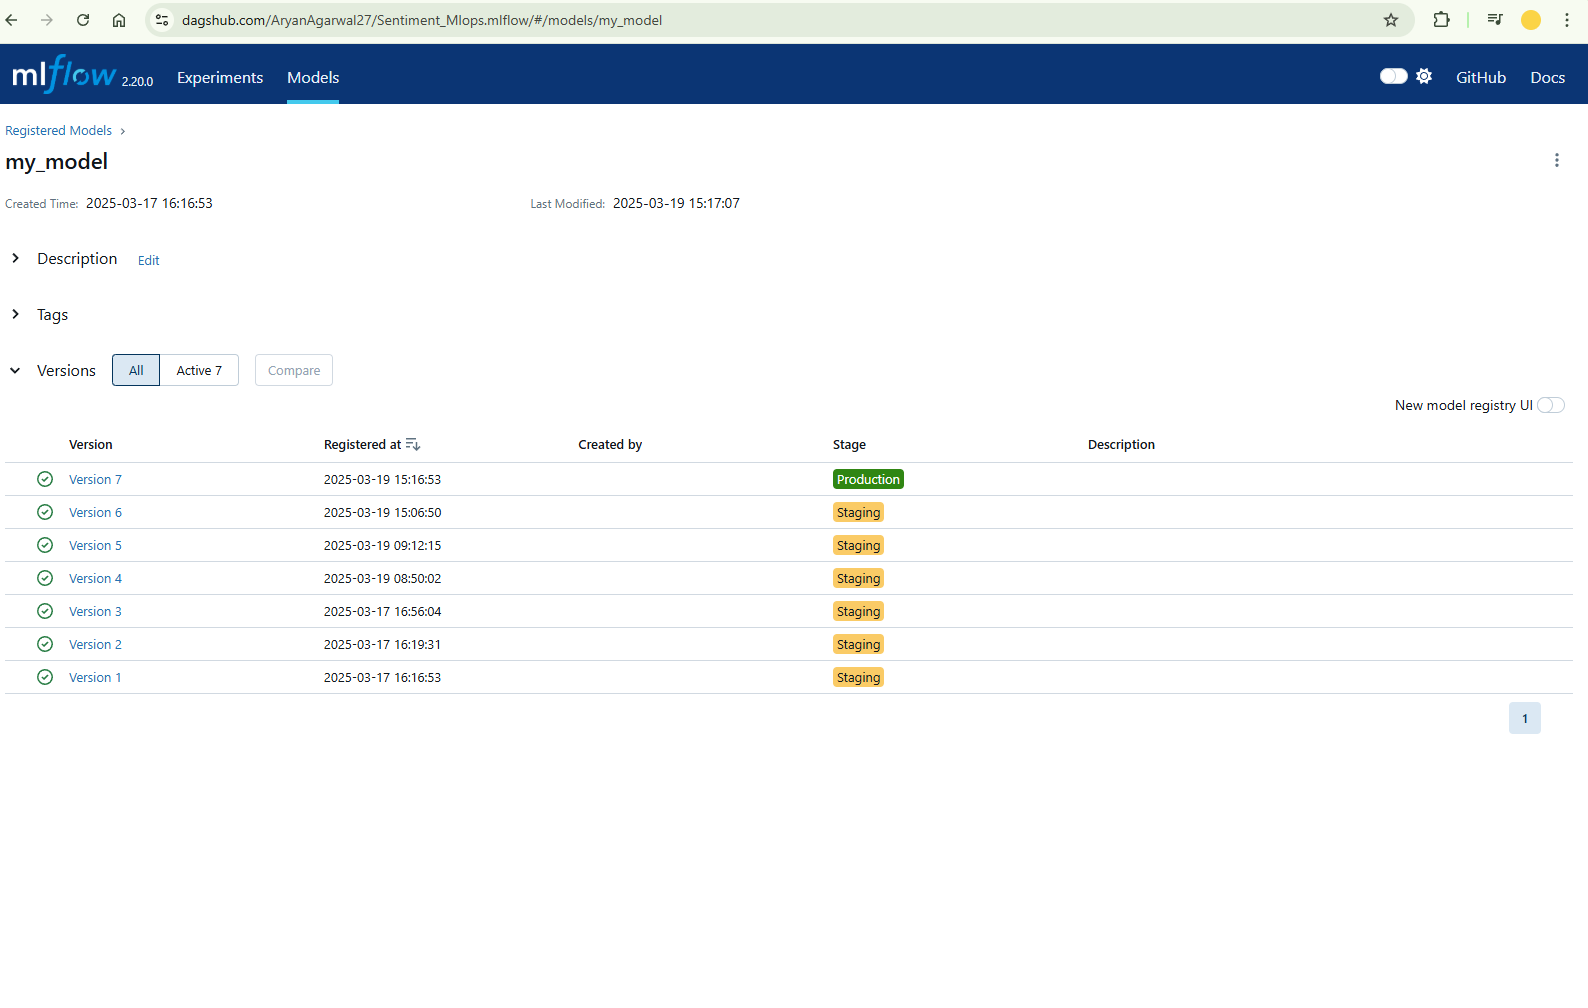 dagshub.com/AryanAgarwal27/Sentiment_Mlops.mlflow/#/models/my_model
mlflow 2.20.0 Experiments Models GitHub Docs
Registered Models
my_model
Created Time: 2025-03-17 16:16:53 Last Modified: 2025-03-19 15:17:07
Description Edit
Tags
Versions All Active 7 Compare
New model registry UI
Version Registered at Created by Stage Description
Version 7 2025-03-19 15:16:53 Production
Version 6 2025-03-19 15:06:50 Staging
Version 5 2025-03-19 09:12:15 Staging
Version 4 2025-03-19 08:50:02 Staging
Version 3 2025-03-17 16:56:04 Staging
Version 2 2025-03-17 16:19:31 Staging
Version 1 2025-03-17 16:16:53 Staging
1